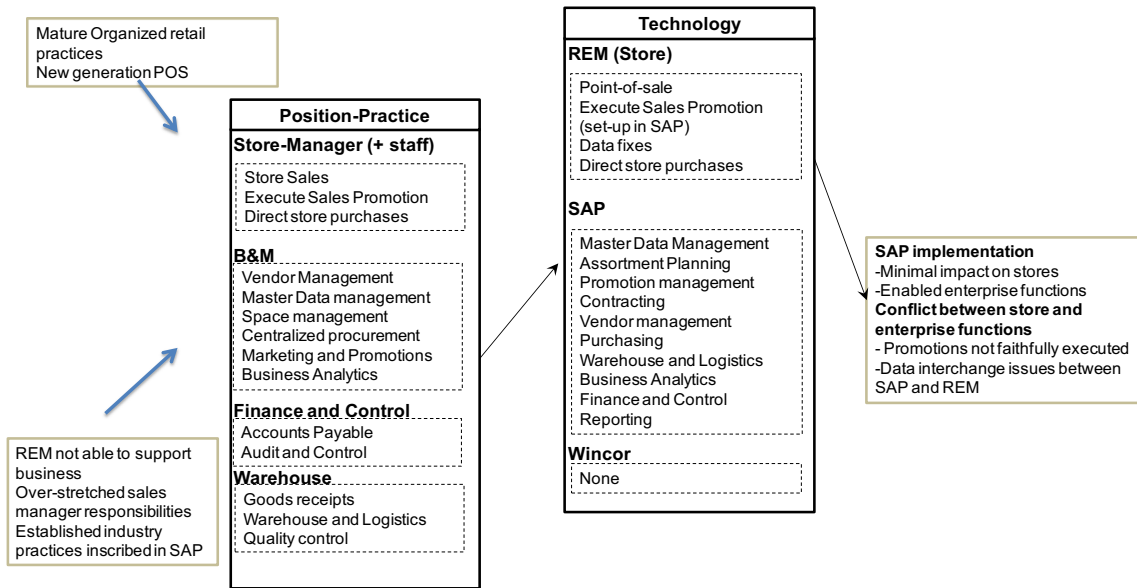 Mature Organized retail
practices
New generation POS
REM not able to support
business
Over-stretched sales
manager responsibilities
Established industry
practices inscribed in SAP
Position-Practice
Store-Manager (+ staff)
Store Sales
Execute Sales Promotion
Direct store purchases
B&M
Vendor Management
Master Data management
Space management
Centralized procurement
Marketing and Promotions
Business Analytics
Finance and Control
Accounts Payable
Audit and Control
Warehouse
Goods receipts
Warehouse and Logistics
Quality control
Technology
REM (Store)
Point-of-sale
Execute Sales Promotion
(set-up in SAP)
Data fixes
Direct store purchases
SAP
Master Data Management
Assortment Planning
Promotion management
Contracting
Vendor management
Purchasing
Warehouse and Logistics
Business Analytics
Finance and Control
Reporting
Wincor
None
SAP implementation
-Minimal impact on stores
-Enabled enterprise functions
Conflict between store and
enterprise functions
- Promotions not faithfully executed
-Data interchange issues between
SAP and REM